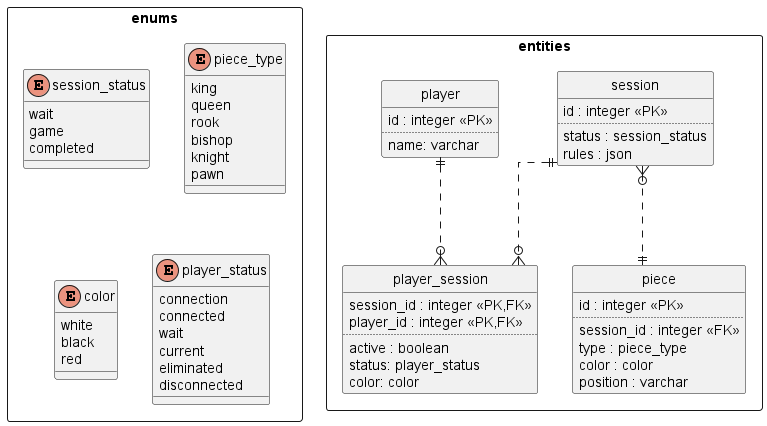 enums
E session_status
wait
game
completed
E piece_type
king
queen
rook
bishop
knight
pawn
E color
white
black
red
E player_status
connection
connected
wait
current
eliminated
disconnected
entities
player
id : integer «PK»
name: varchar
session
id : integer «PK»
status : session_status
rules : json
player_session
session_id : integer «PK,FK»
player_id : integer «PK,FK»
active : boolean
status: player_status
color: color
piece
id : integer «PK»
session_id : integer «FK»
type : piece_type
color : color
position : varchar